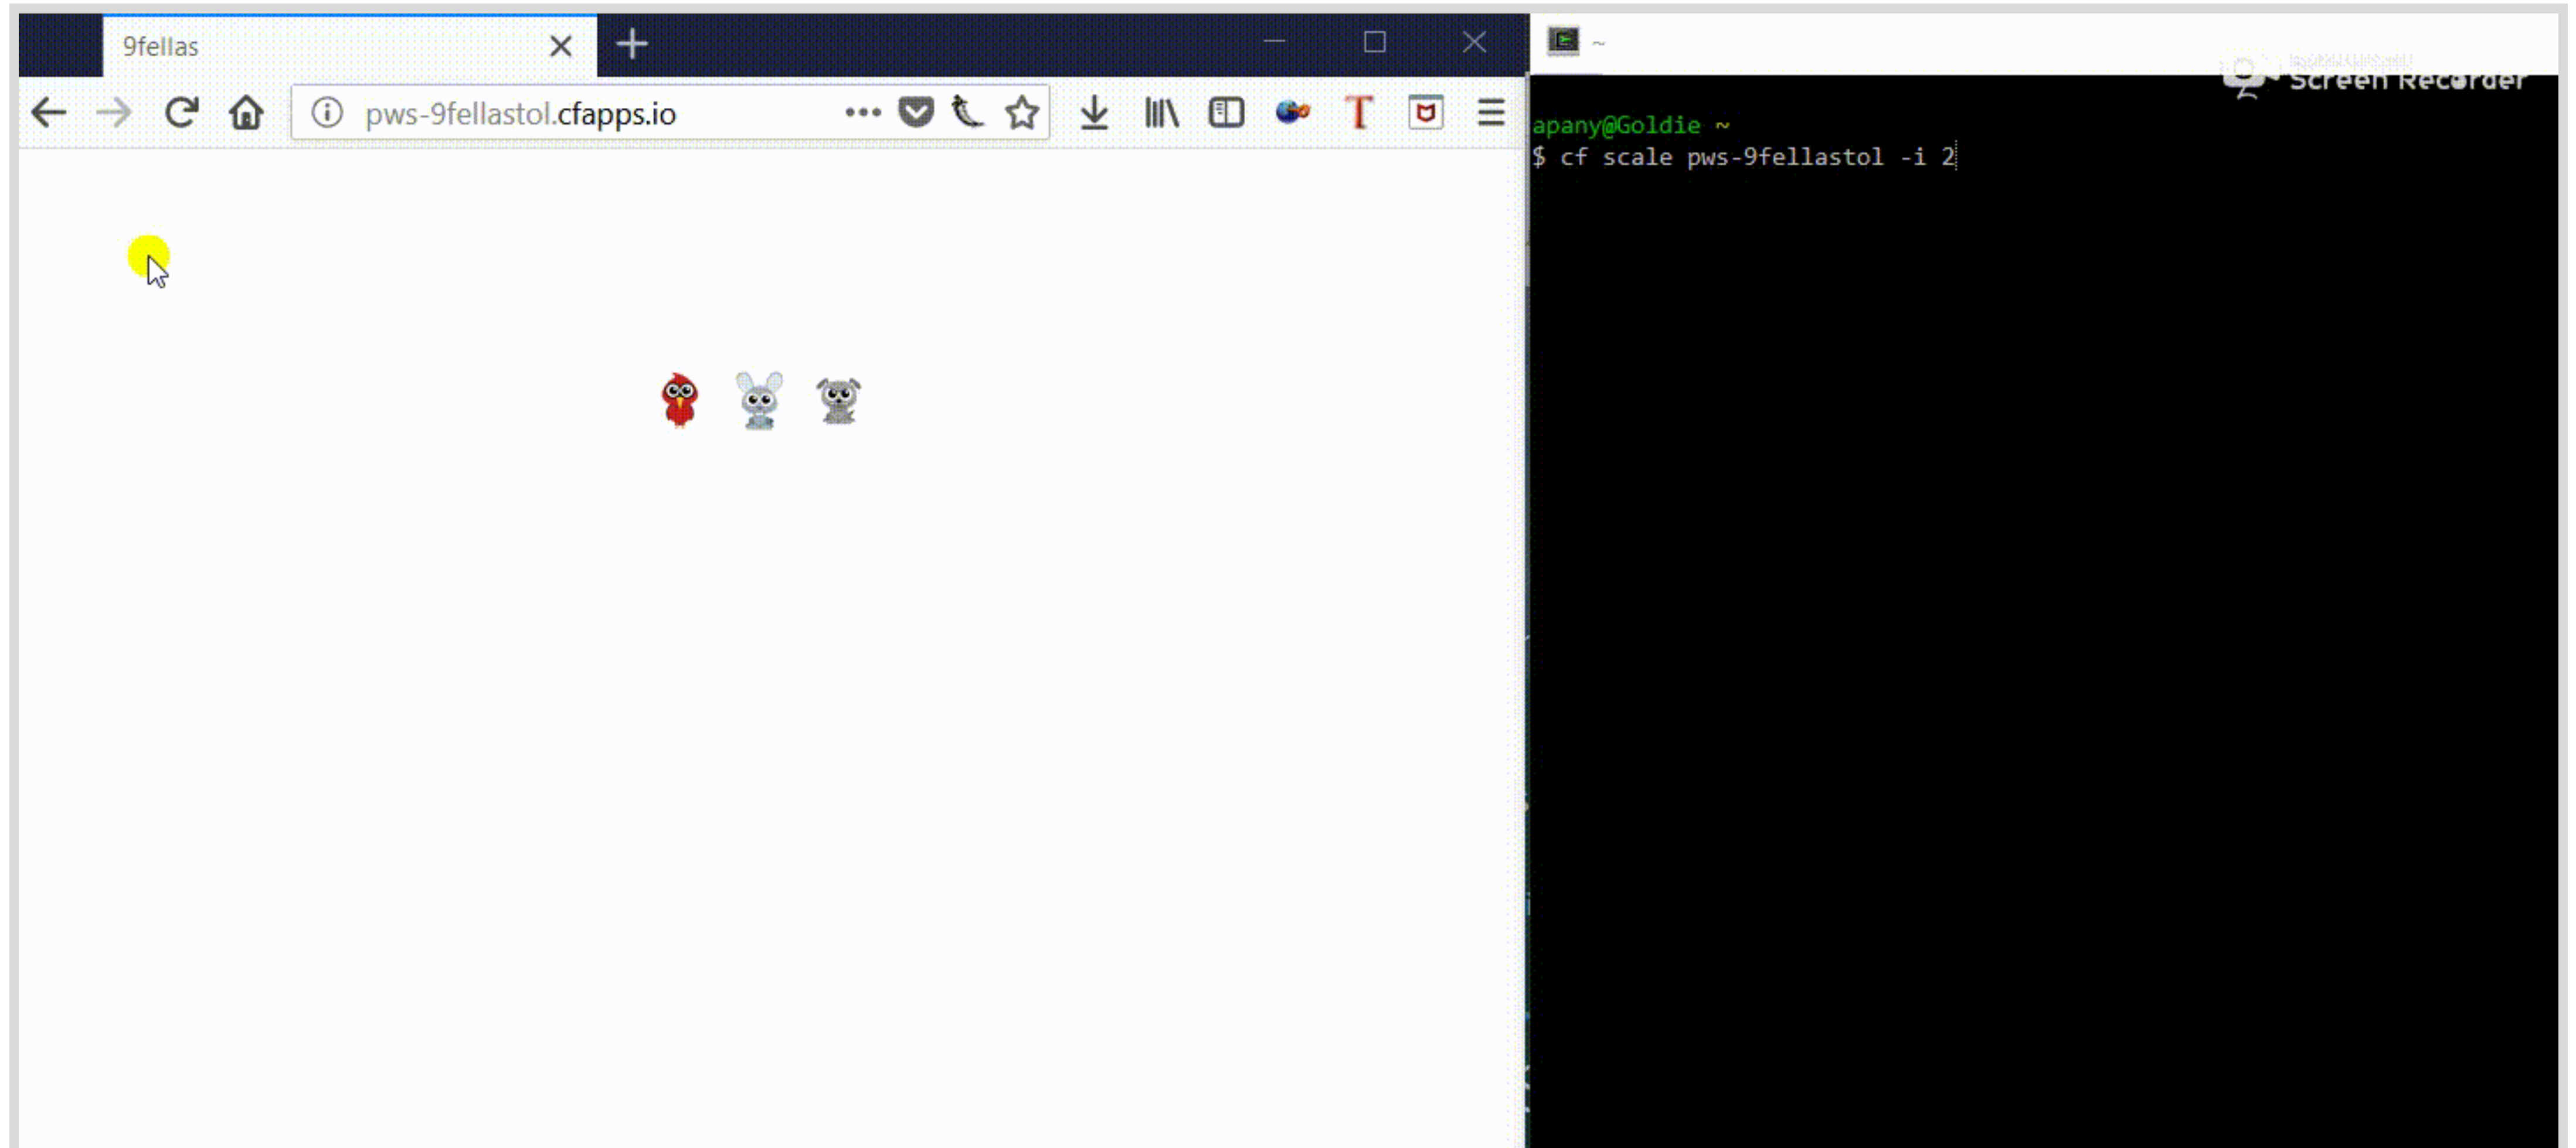 9fellas
pws-9fellastol.cfapps.io
~
Screen Recorder
apany@Goldie ~
$ cf scale pws-9fellastol -i 2